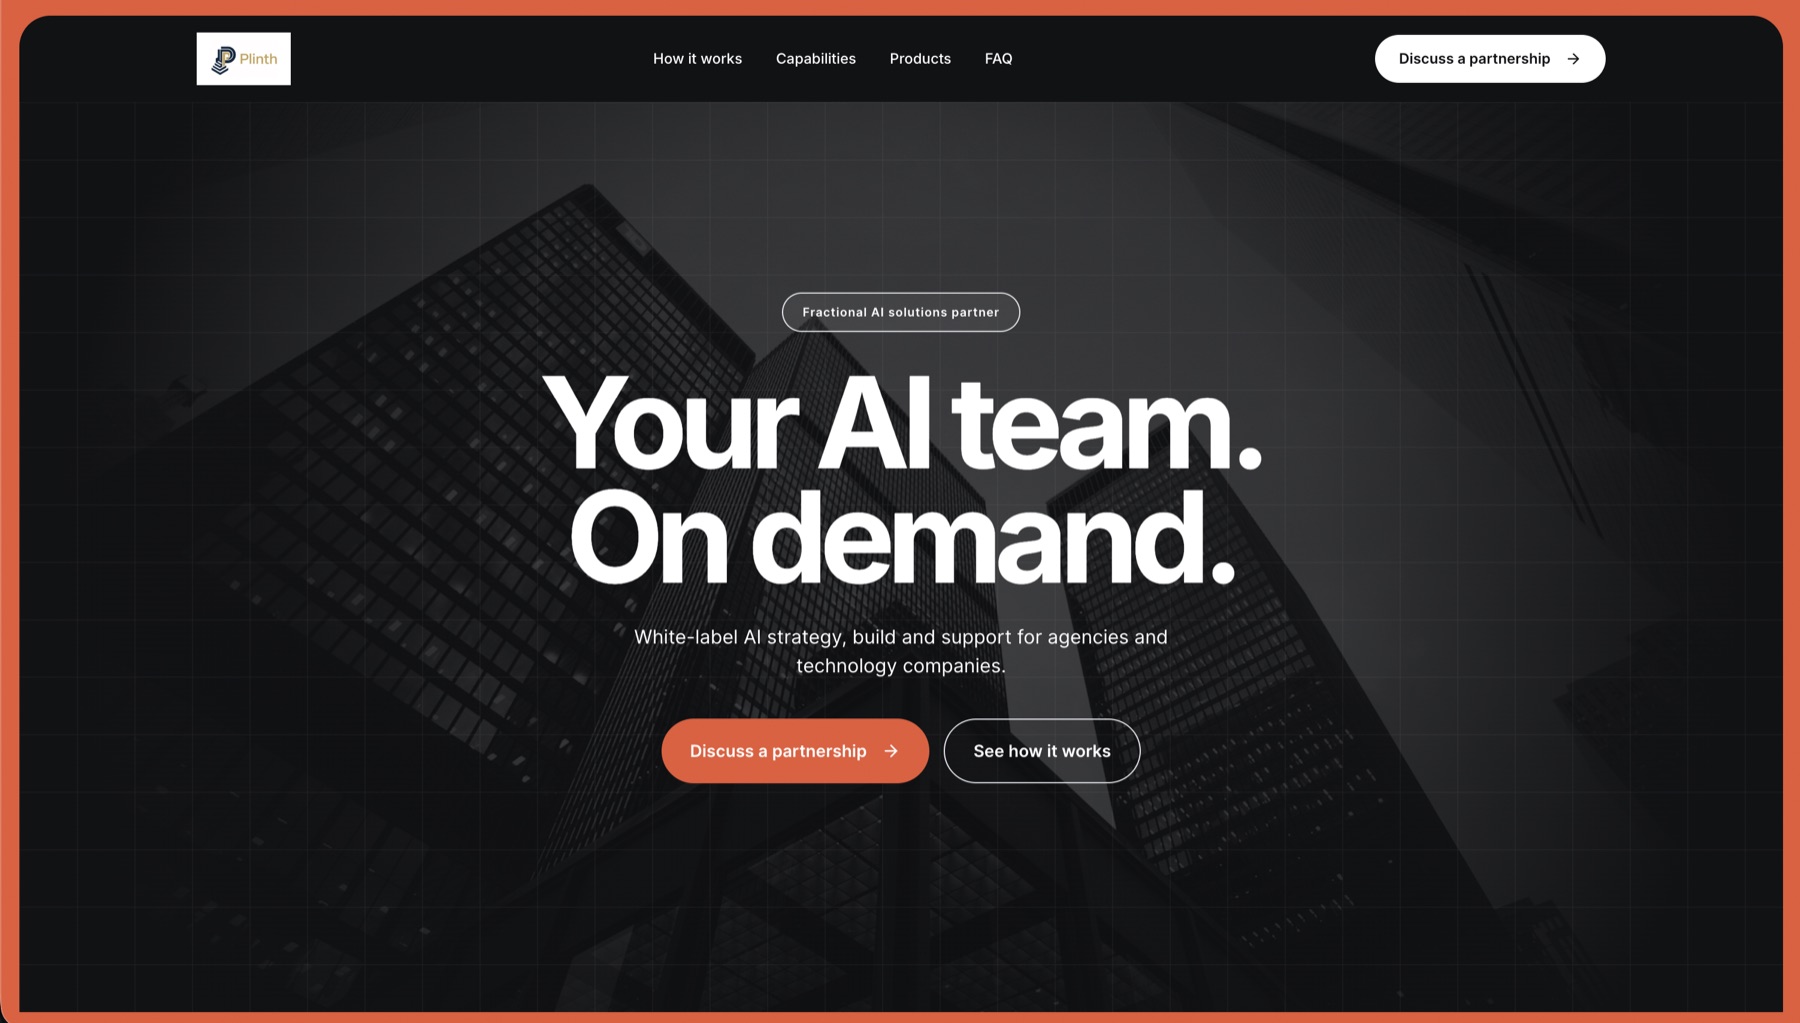 Plinth
How it works
Capabilities
Products
FAQ
Discuss a partnership
Fractional AI solutions partner
Your AI team.
On demand.
White-label AI strategy, build and support for agencies and
technology companies.
Discuss a partnership
See how it works